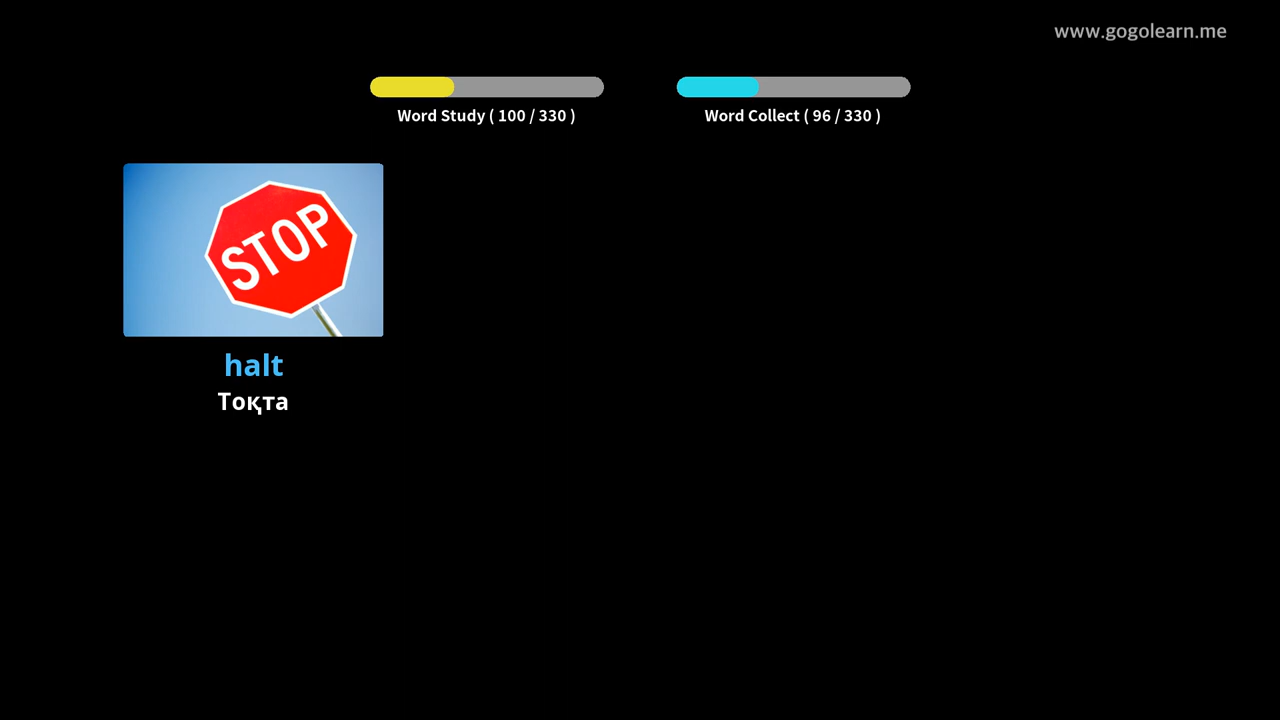 www.gogolearn.me
Word Study ( 100 / 330 )
Word Collect ( 96 / 330 )
STOP
halt
Тоқта